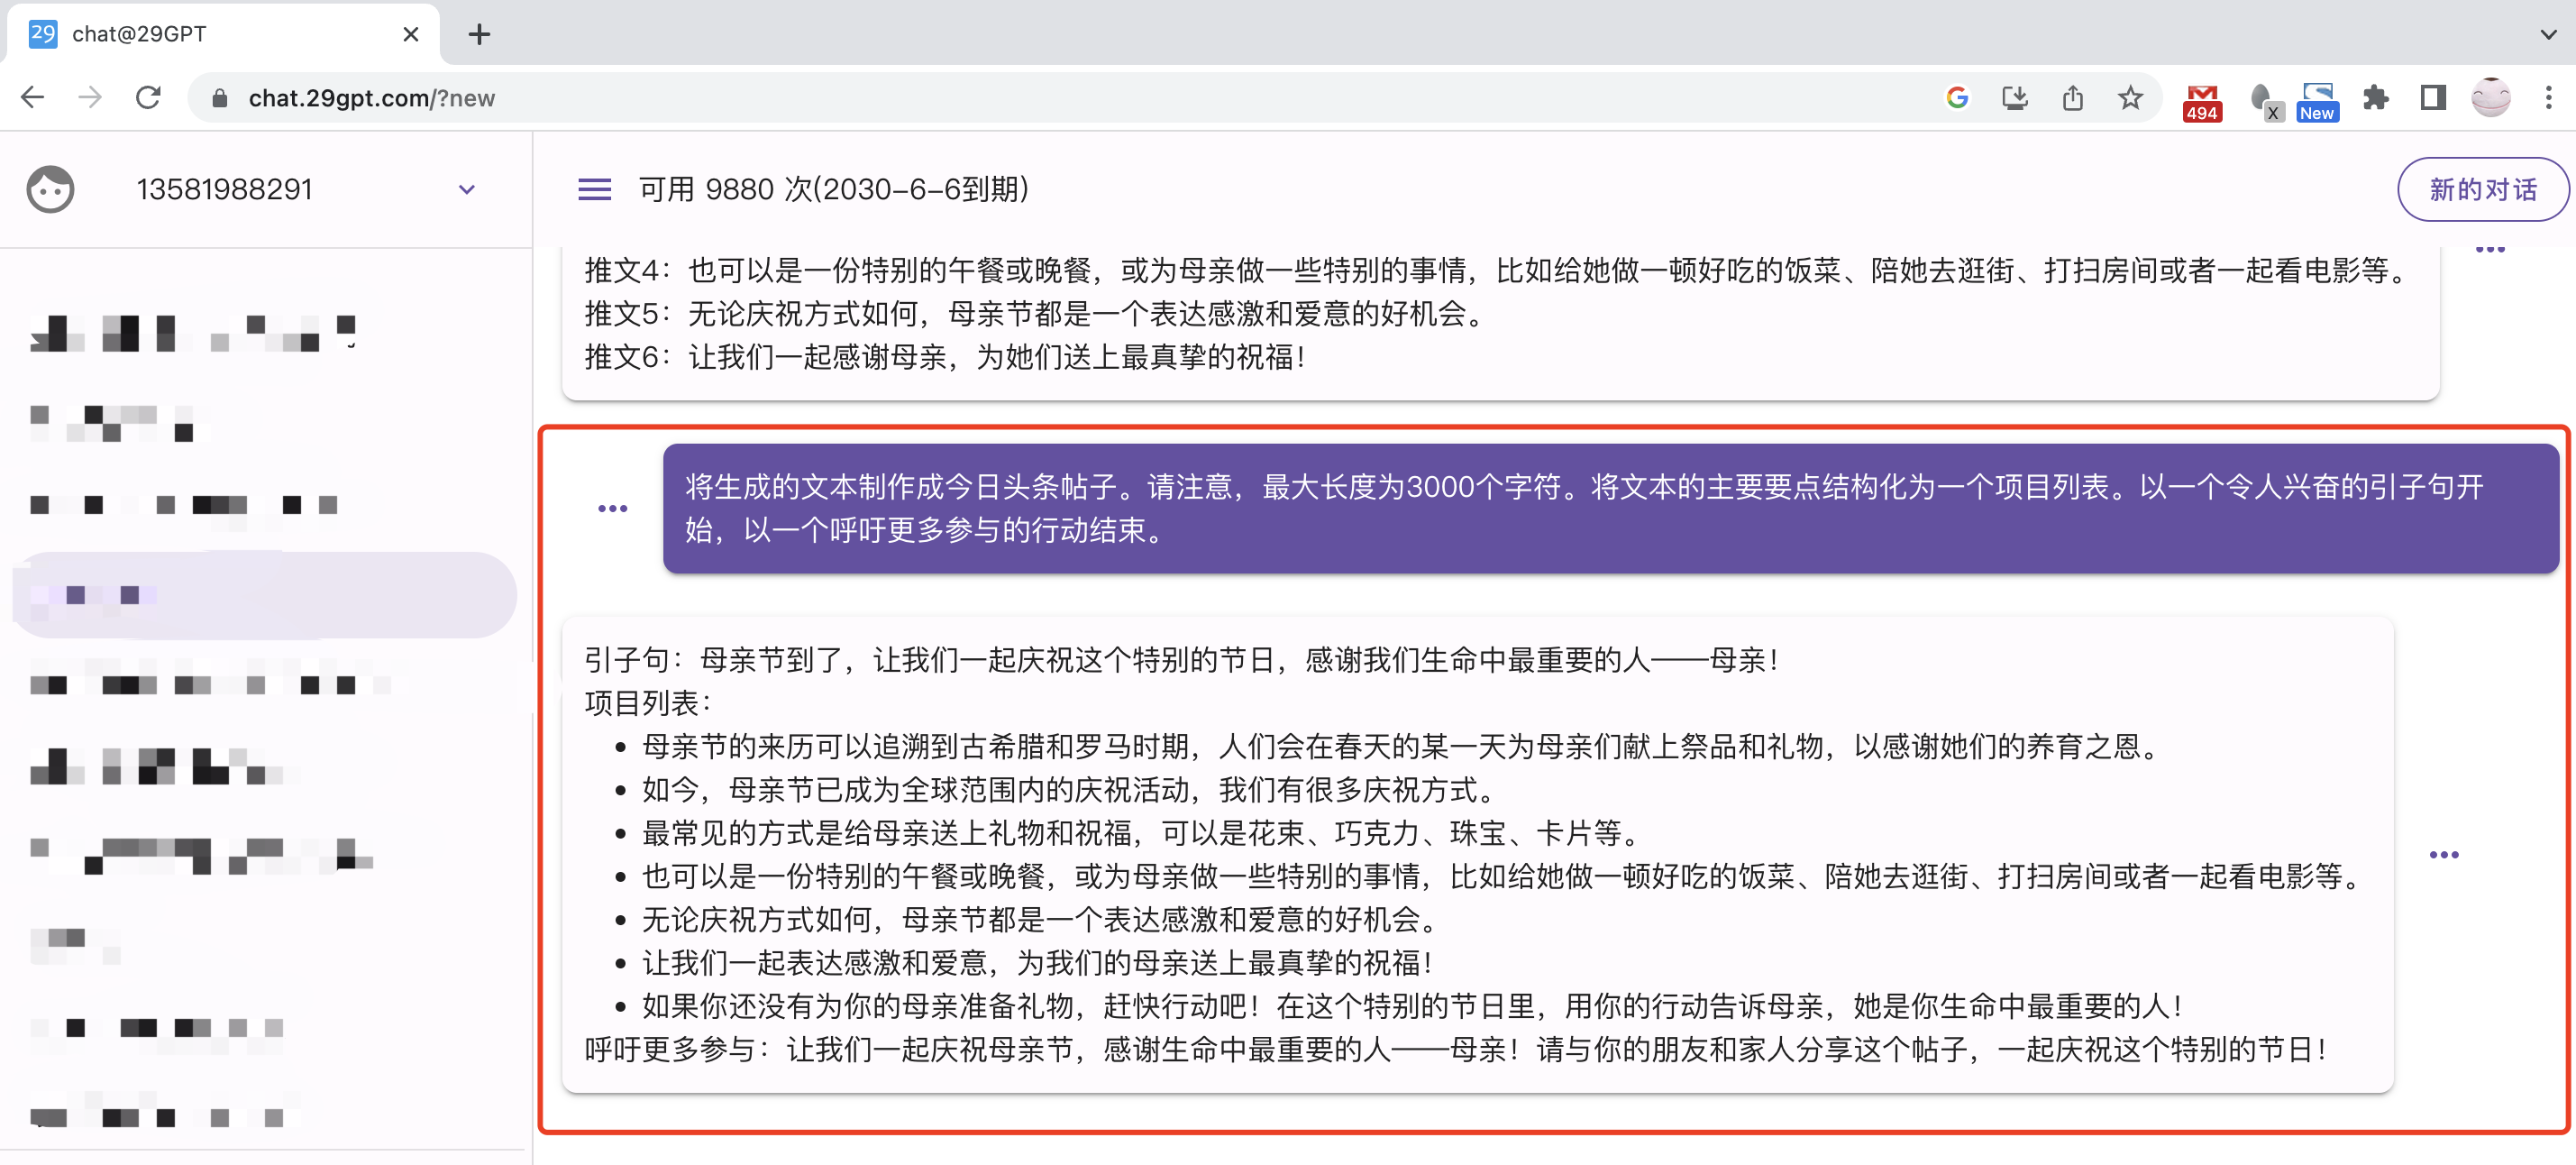 chat@29GPT
chat.29gpt.com/?new
494
X
New
13581988291
可用 9880 次(2030-6-6到期)
新的对话
推文4：也可以是一份特别的午餐或晚餐，或为母亲做一些特别的事情，比如给她做一顿好吃的饭菜、陪她去逛街、打扫房间或者一起看电影等。
推文5：无论庆祝方式如何，母亲节都是一个表达感激和爱意的好机会。
推文6：让我们一起感谢母亲，为她们送上最真挚的祝福！
将生成的文本制作成今日头条帖子。请注意，最大长度为3000个字符。将文本的主要要点结构化为一个项目列表。以一个令人兴奋的引子句开
始，以一个呼吁更多参与的行动结束。
引子句：母亲节到了，让我们一起庆祝这个特别的节日，感谢我们生命中最重要的人——母亲！
项目列表：
• 母亲节的来历可以追溯到古希腊和罗马时期，人们会在春天的某一天为母亲们献上祭品和礼物，以感谢她们的养育之恩。
• 如今，母亲节已成为全球范围内的庆祝活动，我们有很多庆祝方式。
• 最常见的方式是给母亲送上礼物和祝福，可以是花束、巧克力、珠宝、卡片等。
• 也可以是一份特别的午餐或晚餐，或为母亲做一些特别的事情，比如给她做一顿好吃的饭菜、陪她去逛街、打扫房间或者一起看电影等。
• 无论庆祝方式如何，母亲节都是一个表达感激和爱意的好机会。
• 让我们一起表达感激和爱意，为我们的母亲送上最真挚的祝福！
• 如果你还没有为你的母亲准备礼物，赶快行动吧！在这个特别的节日里，用你的行动告诉母亲，她是你生命中最重要的人！
呼吁更多参与：让我们一起庆祝母亲节，感谢生命中最重要的人——母亲！请与你的朋友和家人分享这个帖子，一起庆祝这个特别的节日！